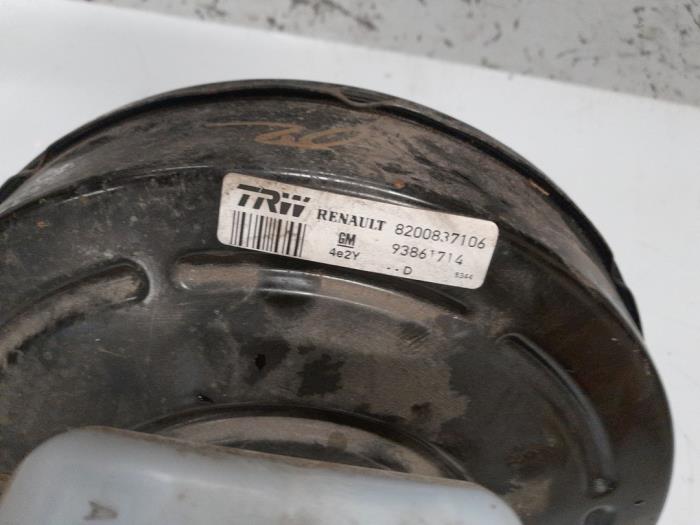 TRW RENAULT 8200837106
GM 93861714
4e2Y --D
A